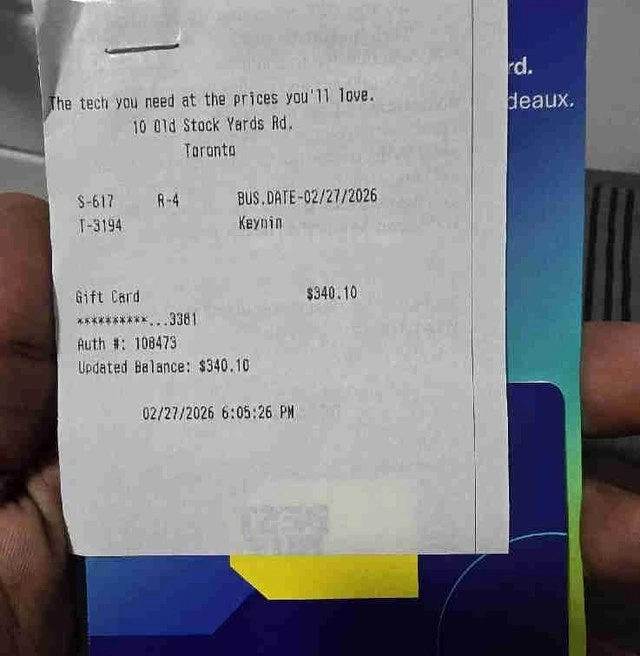 rd.
deaux.
The tech you need at the prices you'll love.
10 Old Stock Yards Rd.
Toronto
S-617 R-4 BUS.DATE-02/27/2026
T-3194 Keynin
Gift Card $340.10
**********...3381
Auth #: 108473
Updated Balance: $340.10
02/27/2026 6:05:26 PM